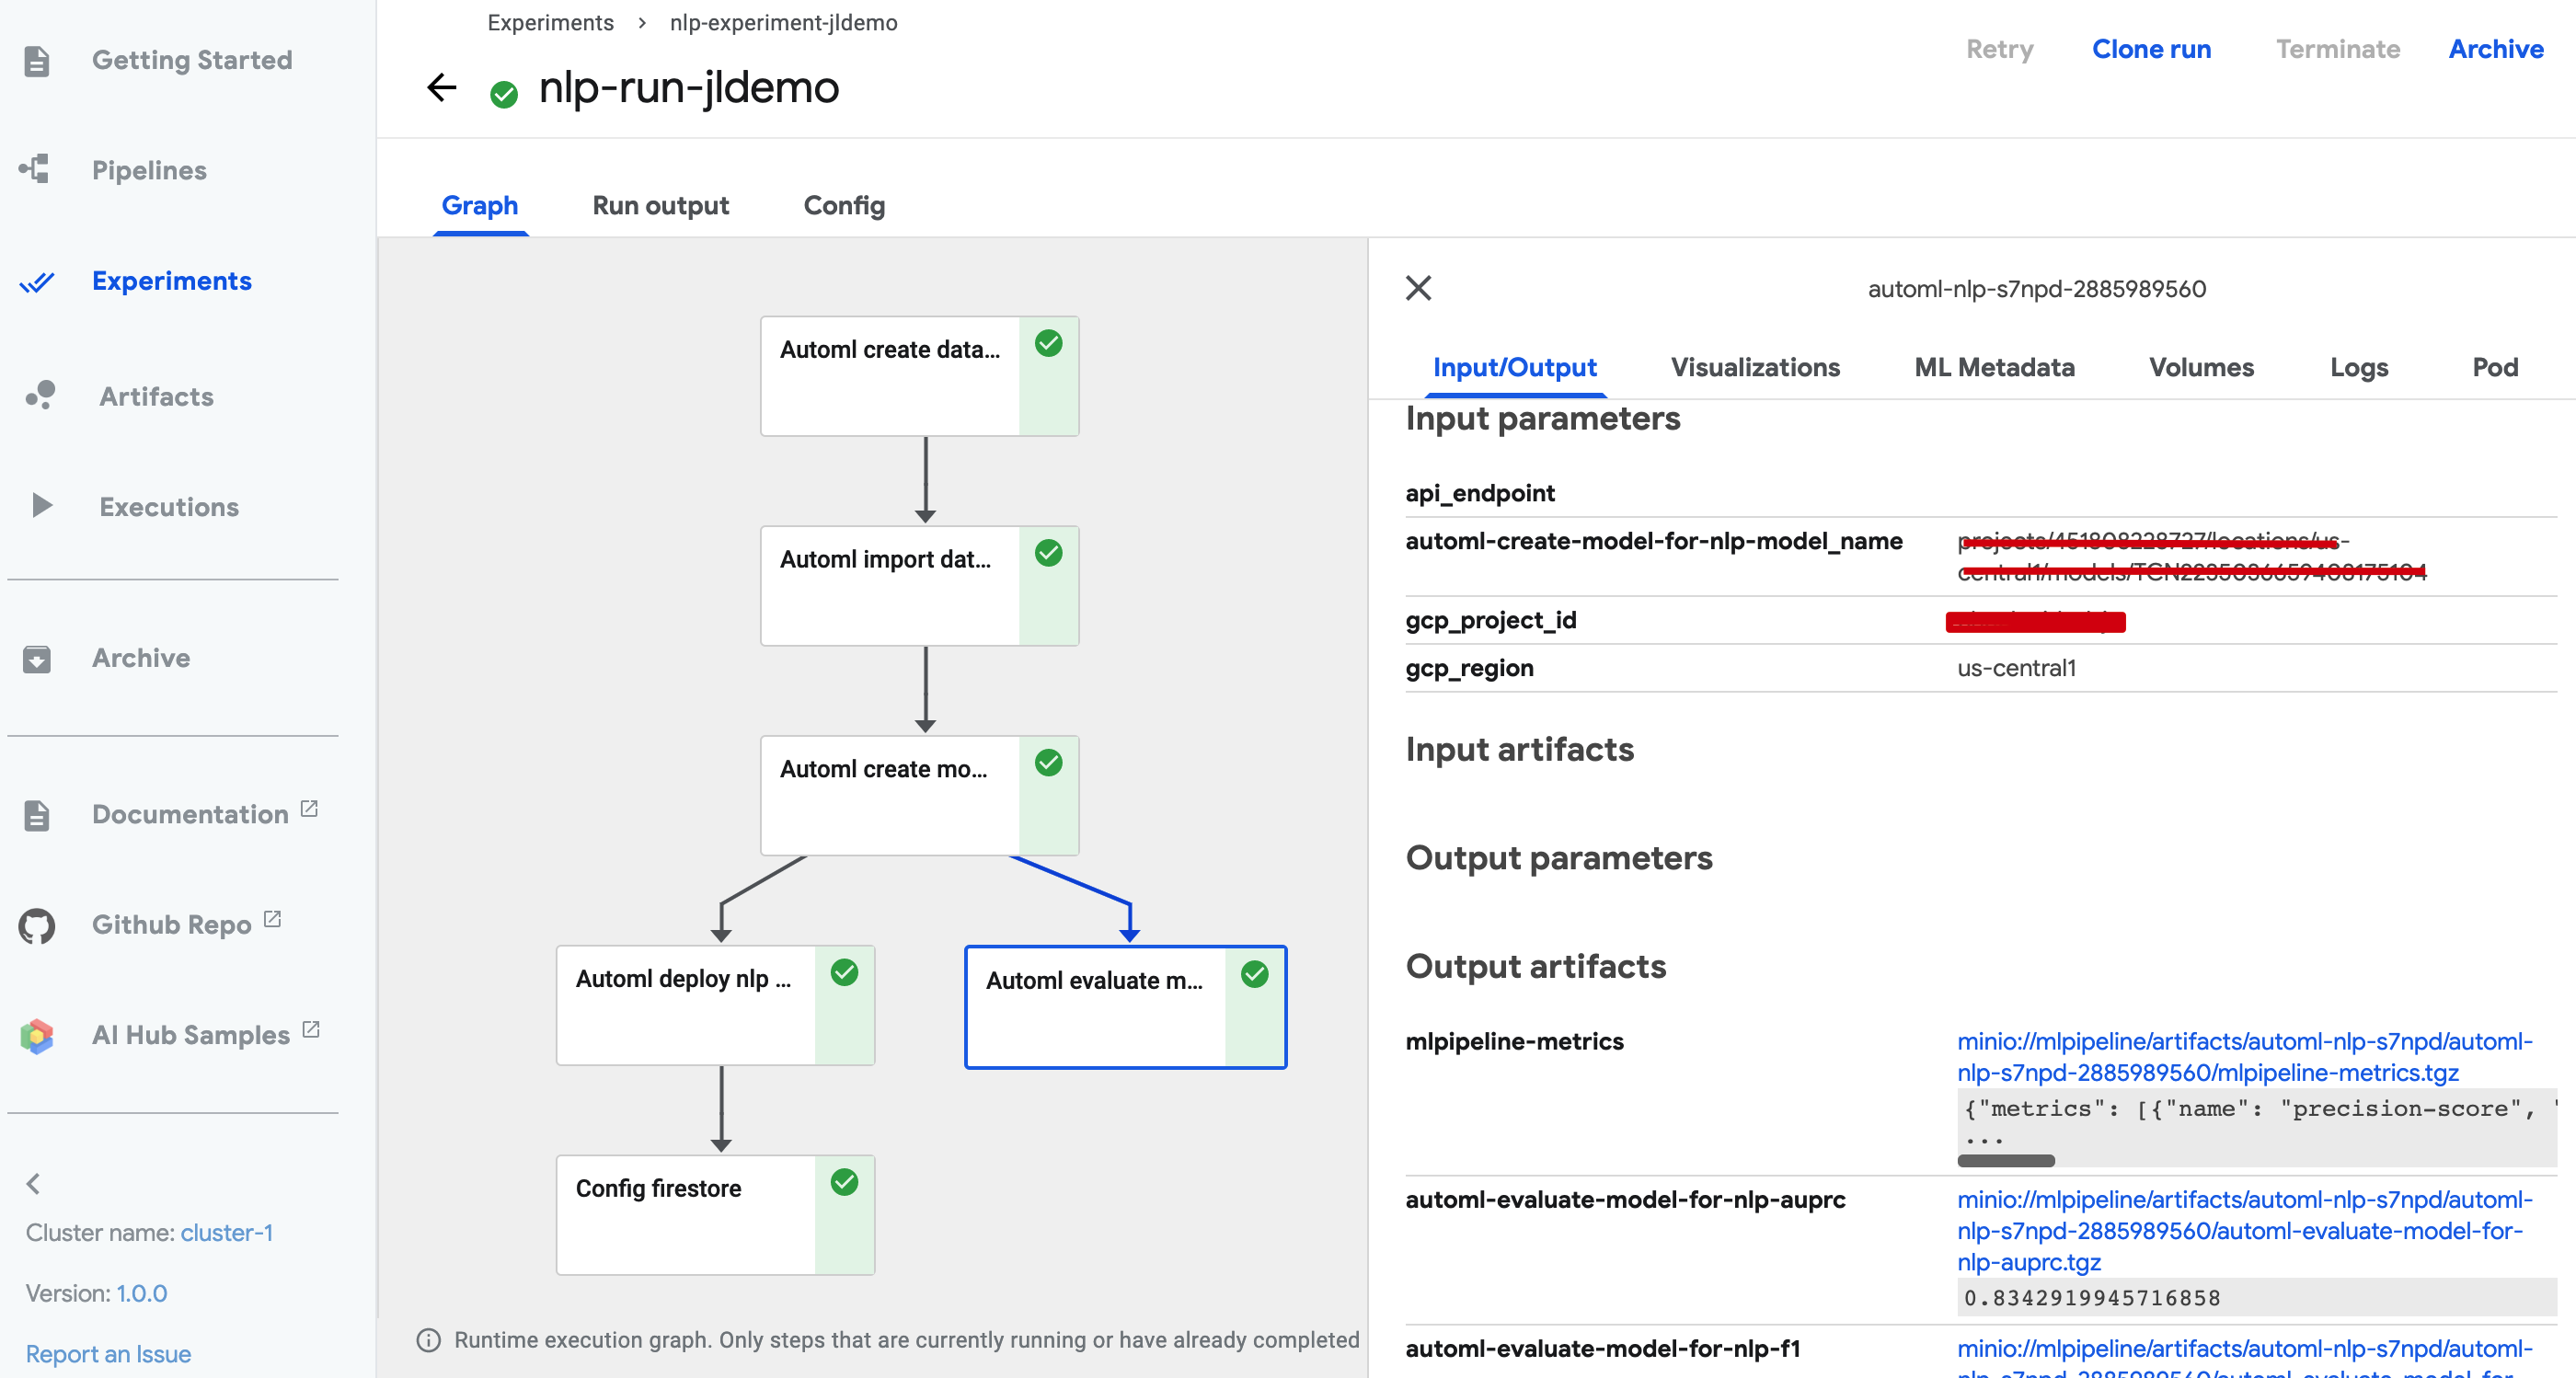 Getting Started
Pipelines
Experiments
Artifacts
Executions
Archive
Documentation
Github Repo
AI Hub Samples
Cluster name: cluster-1
Version: 1.0.0
Report an Issue
Experiments > nlp-experiment-jldemo
nlp-run-jldemo
Retry Clone run Terminate Archive
Graph Run output Config
Automl create data...
Automl import dat...
Automl create mo...
Automl deploy nlp ...
Automl evaluate m...
Config firestore
Runtime execution graph. Only steps that are currently running or have already completed
automl-nlp-s7npd-2885989560
Input/Output Visualizations ML Metadata Volumes Logs Pod
Input parameters
api_endpoint
automl-create-model-for-nlp-model_name
gcp_project_id
gcp_region us-central1
Input artifacts
Output parameters
Output artifacts
mlpipeline-metrics minio://mlpipeline/artifacts/automl-nlp-s7npd/automl-
nlp-s7npd-2885989560/mlpipeline-metrics.tgz
{"metrics": [{"name": "precision-score", "
...
automl-evaluate-model-for-nlp-auprc minio://mlpipeline/artifacts/automl-nlp-s7npd/automl-
nlp-s7npd-2885989560/automl-evaluate-model-for-
nlp-auprc.tgz
0.8342919945716858
automl-evaluate-model-for-nlp-f1 minio://mlpipeline/artifacts/automl-nlp-s7npd/automl-
nlp-s7npd-2885989560/automl-evaluate-model-for-